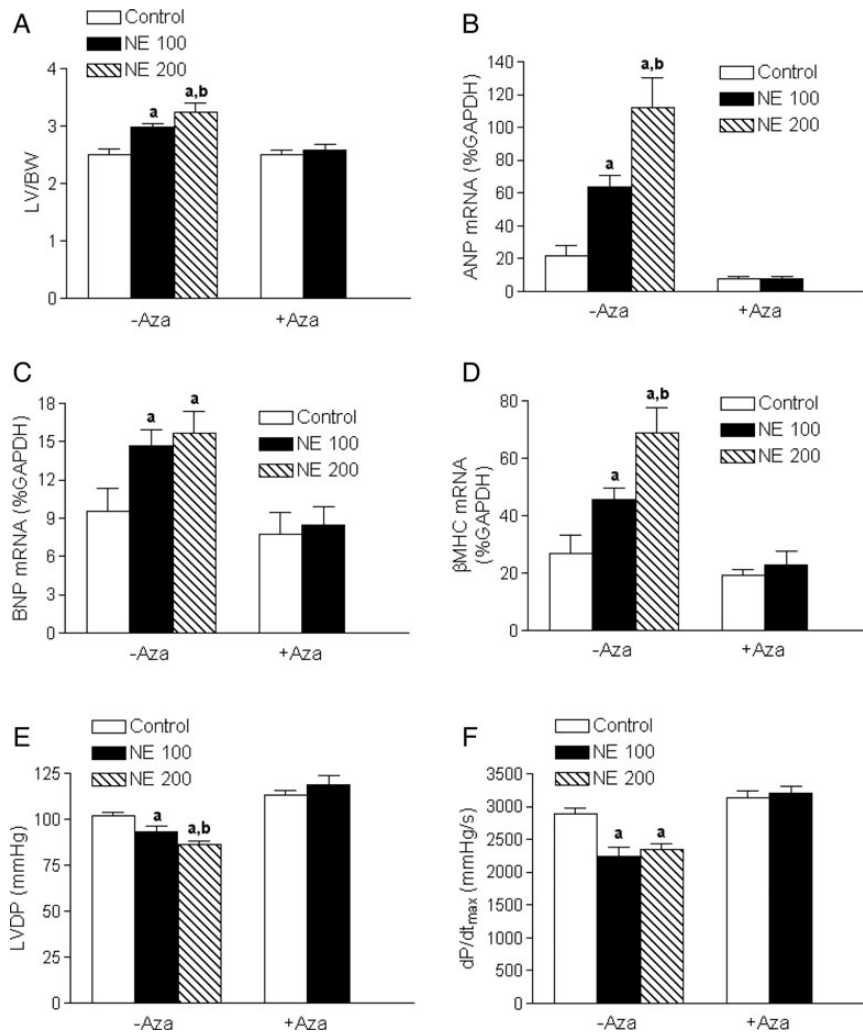 A
Control
NE 100
NE 200
LV/BW
4
3
2
1
0
a
a,b
-Aza
+Aza
B
Control
NE 100
NE 200
ANP mRNA (%GAPDH)
140
120
100
80
60
40
20
0
a
a,b
-Aza
+Aza
C
Control
NE 100
NE 200
BNP mRNA (%GAPDH)
18
15
12
9
6
3
0
a
a
-Aza
+Aza
D
Control
NE 100
NE 200
βMHC mRNA
(%GAPDH)
80
60
40
20
0
a
a,b
-Aza
+Aza
E
Control
NE 100
NE 200
LVDP (mmHg)
125
100
75
50
25
0
a
a,b
-Aza
+Aza
F
Control
NE 100
NE 200
dP/dtmax (mmHg/s)
3500
3000
2500
2000
1500
1000
500
0
a
a
-Aza
+Aza